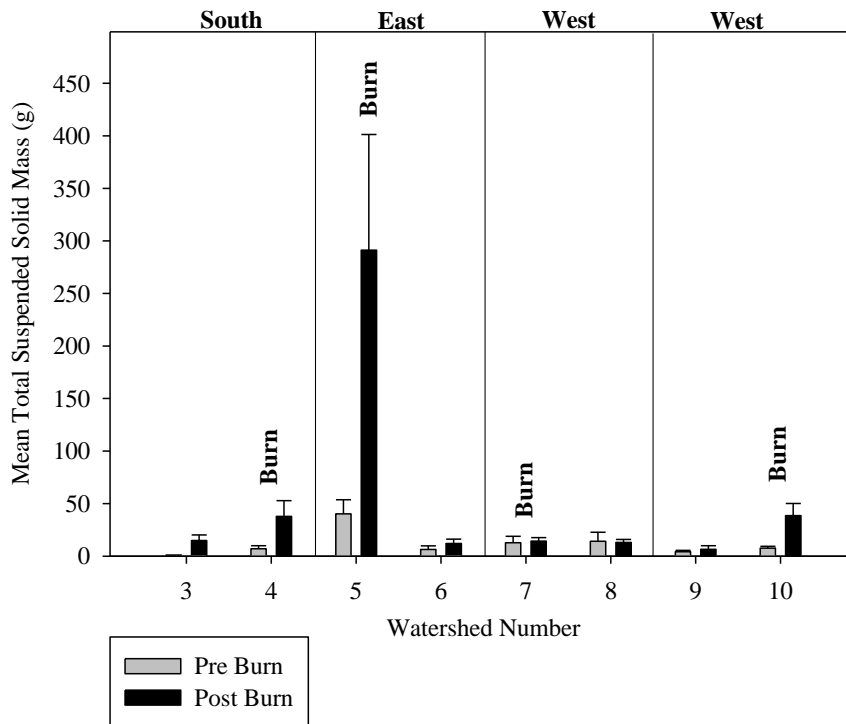 South East West West
Mean Total Suspended Solid Mass (g)
450
400
350
300
250
200
150
100
50
0
Burn
Burn
Burn
Burn
3 4 5 6 7 8 9 10
Watershed Number
Pre Burn
Post Burn